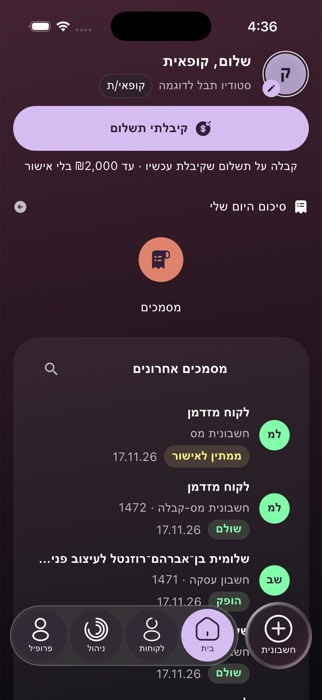 4:36
שלום, קופאית
ק
סטודיו תבל לדוגמה
קופאי/ת
קיבלתי תשלום
קבלה על תשלום שקיבלת עכשיו · עד ₪2,000 בלי אישור
סיכום היום שלי
מסמכים
מסמכים אחרונים
לקוח מזדמן
למ
חשבונית מס
ממתין לאישור
17.11.26
לקוח מזדמן
למ
חשבונית מס-קבלה · 1472
שולם
17.11.26
שלומית בן־אברהם־רוזנטל לעיצוב פני...
שב
חשבון עסקה · 1471
הופק
17.11.26
שולם
17.11.26
חשבונית
בית
לקוחות
ניהול
פרופיל